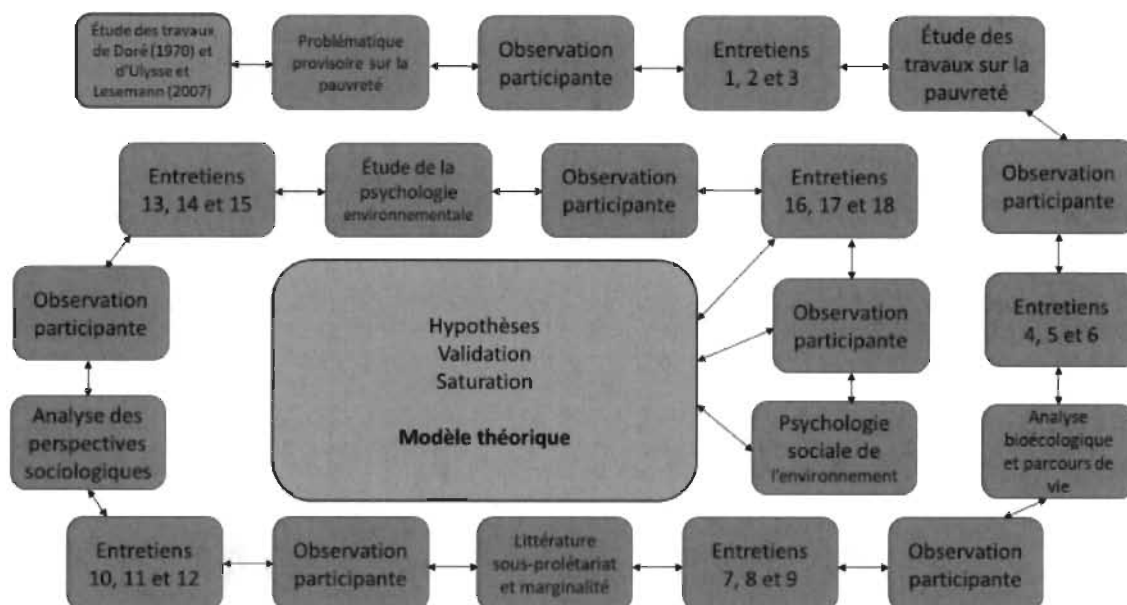 Étude des travaux
de Doré (1970) et
d'Ulysse et
Lesemann (2007)
Problématique
provisoire sur la
pauvreté
Observation
participante
Entretiens
1, 2 et 3
Étude des
travaux sur la
pauvreté
Observation
participante
Entretiens
4, 5 et 6
Analyse
bioécologique
et parcours de
vie
Observation
participante
Entretiens
7, 8 et 9
Littérature
sous-prolétariat
et marginalité
Observation
participante
Entretiens
10, 11 et 12
Analyse des
perspectives
sociologiques
Observation
participante
Entretiens
13, 14 et 15
Étude de la
psychologie
environnementale
Observation
participante
Entretiens
16, 17 et 18
Observation
participante
Psychologie
sociale de
l'environnement
Hypothèses
Validation
Saturation
Modèle théorique